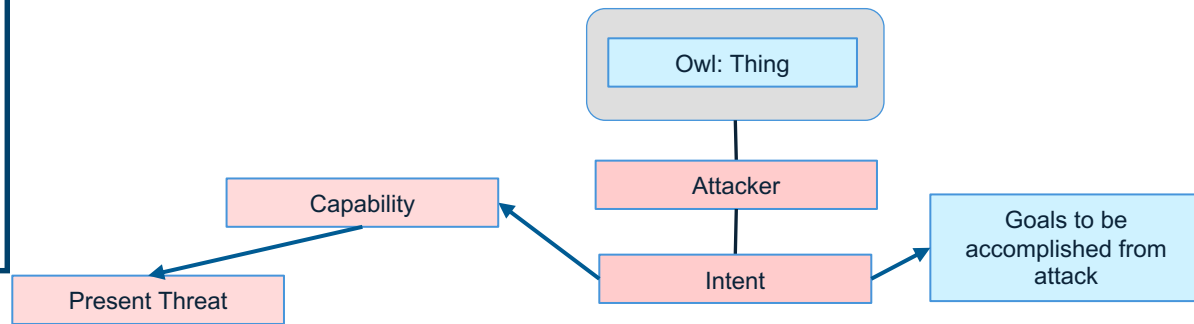 Owl: Thing
Attacker
Capability
Goals to be
accomplished from
attack
Intent
Present Threat